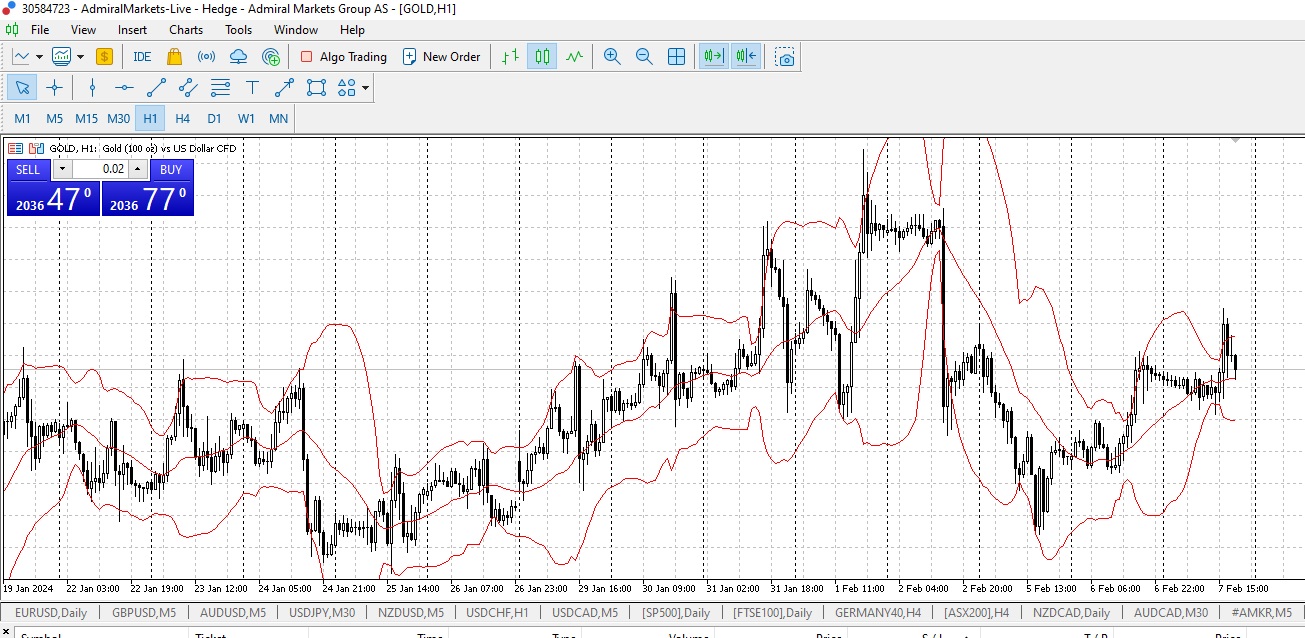 30584723 - AdmiralMarkets-Live - Hedge - Admiral Markets Group AS - [GOLD,H1]
File View Insert Charts Tools Window Help
$ IDE Algo Trading New Order
T
M1 M5 M15 M30 H1 H4 D1 W1 MN
GOLD, H1: Gold (100 oz) vs US Dollar CFD
SELL 0.02 BUY
2036 47 0 2036 77 0
19 Jan 2024 22 Jan 03:00 22 Jan 19:00 23 Jan 12:00 24 Jan 05:00 24 Jan 21:00 25 Jan 14:00 26 Jan 07:00 26 Jan 23:00 29 Jan 16:00 30 Jan 09:00 31 Jan 02:00 31 Jan 18:00 1 Feb 11:00 2 Feb 04:00 2 Feb 20:00 5 Feb 13:00 6 Feb 06:00 6 Feb 22:00 7 Feb 15:00
EURUSD,Daily GBPUSD,M5 AUDUSD,M5 USDJPY,M30 NZDUSD,M5 USDCHF,H1 USDCAD,M5 [SP500],Daily [FTSE100],Daily GERMANY40,H4 [ASX200],H4 NZDCAD,Daily AUDCAD,M30 #AMKR,M5
Symbol Ticket Time Type Volume Price S / L T / P Price